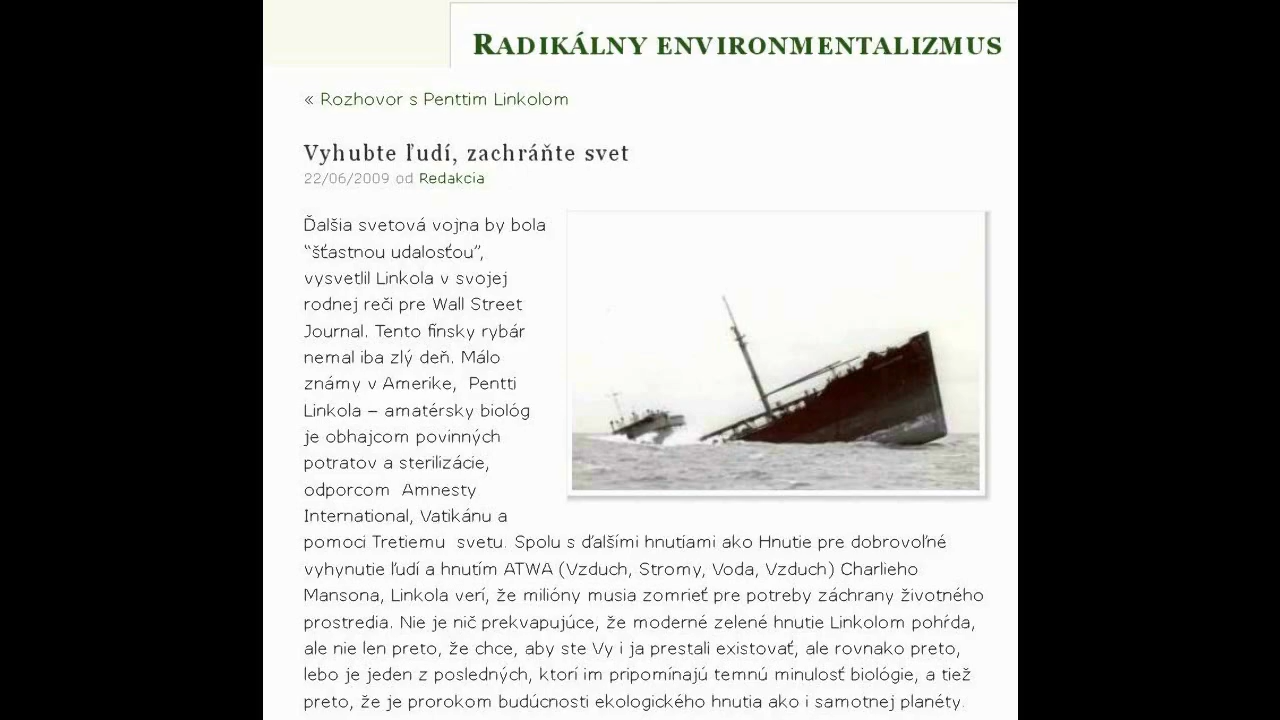 RADIKÁLNY ENVIRONMENTALIZMUS
« Rozhovor s Penttim Linkolom
Vyhubte ľudí, zachráňte svet
22/06/2009 od Redakcia
Ďalšia svetová vojna by bola
“šťastnou udalosťou”,
vysvetlil Linkola v svojej
rodnej reči pre Wall Street
Journal. Tento fínsky rybár
nemal iba zlý deň. Málo
známy v Amerike,  Pentti
Linkola – amatérsky biológ
je obhajcom povinných
potratov a sterilizácie,
odporcom  Amnesty
International, Vatikánu a
pomoci Tretiemu  svetu. Spolu s ďalšími hnutiami ako Hnutie pre dobrovoľné
vyhynutie ľudí a hnutím ATWA (Vzduch, Stromy, Voda, Vzduch) Charlieho
Mansona, Linkola verí, že milióny musia zomrieť pre potreby záchrany životného
prostredia. Nie je nič prekvapujúce, že moderné zelené hnutie Linkolom pohŕda,
ale nie len preto, že chce, aby ste Vy i ja prestali existovať, ale rovnako preto,
lebo je jeden z posledných, ktorí im pripomínajú temnú minulosť biológie, a tiež
preto, že je prorokom budúcnosti ekologického hnutia ako i samotnej planéty.